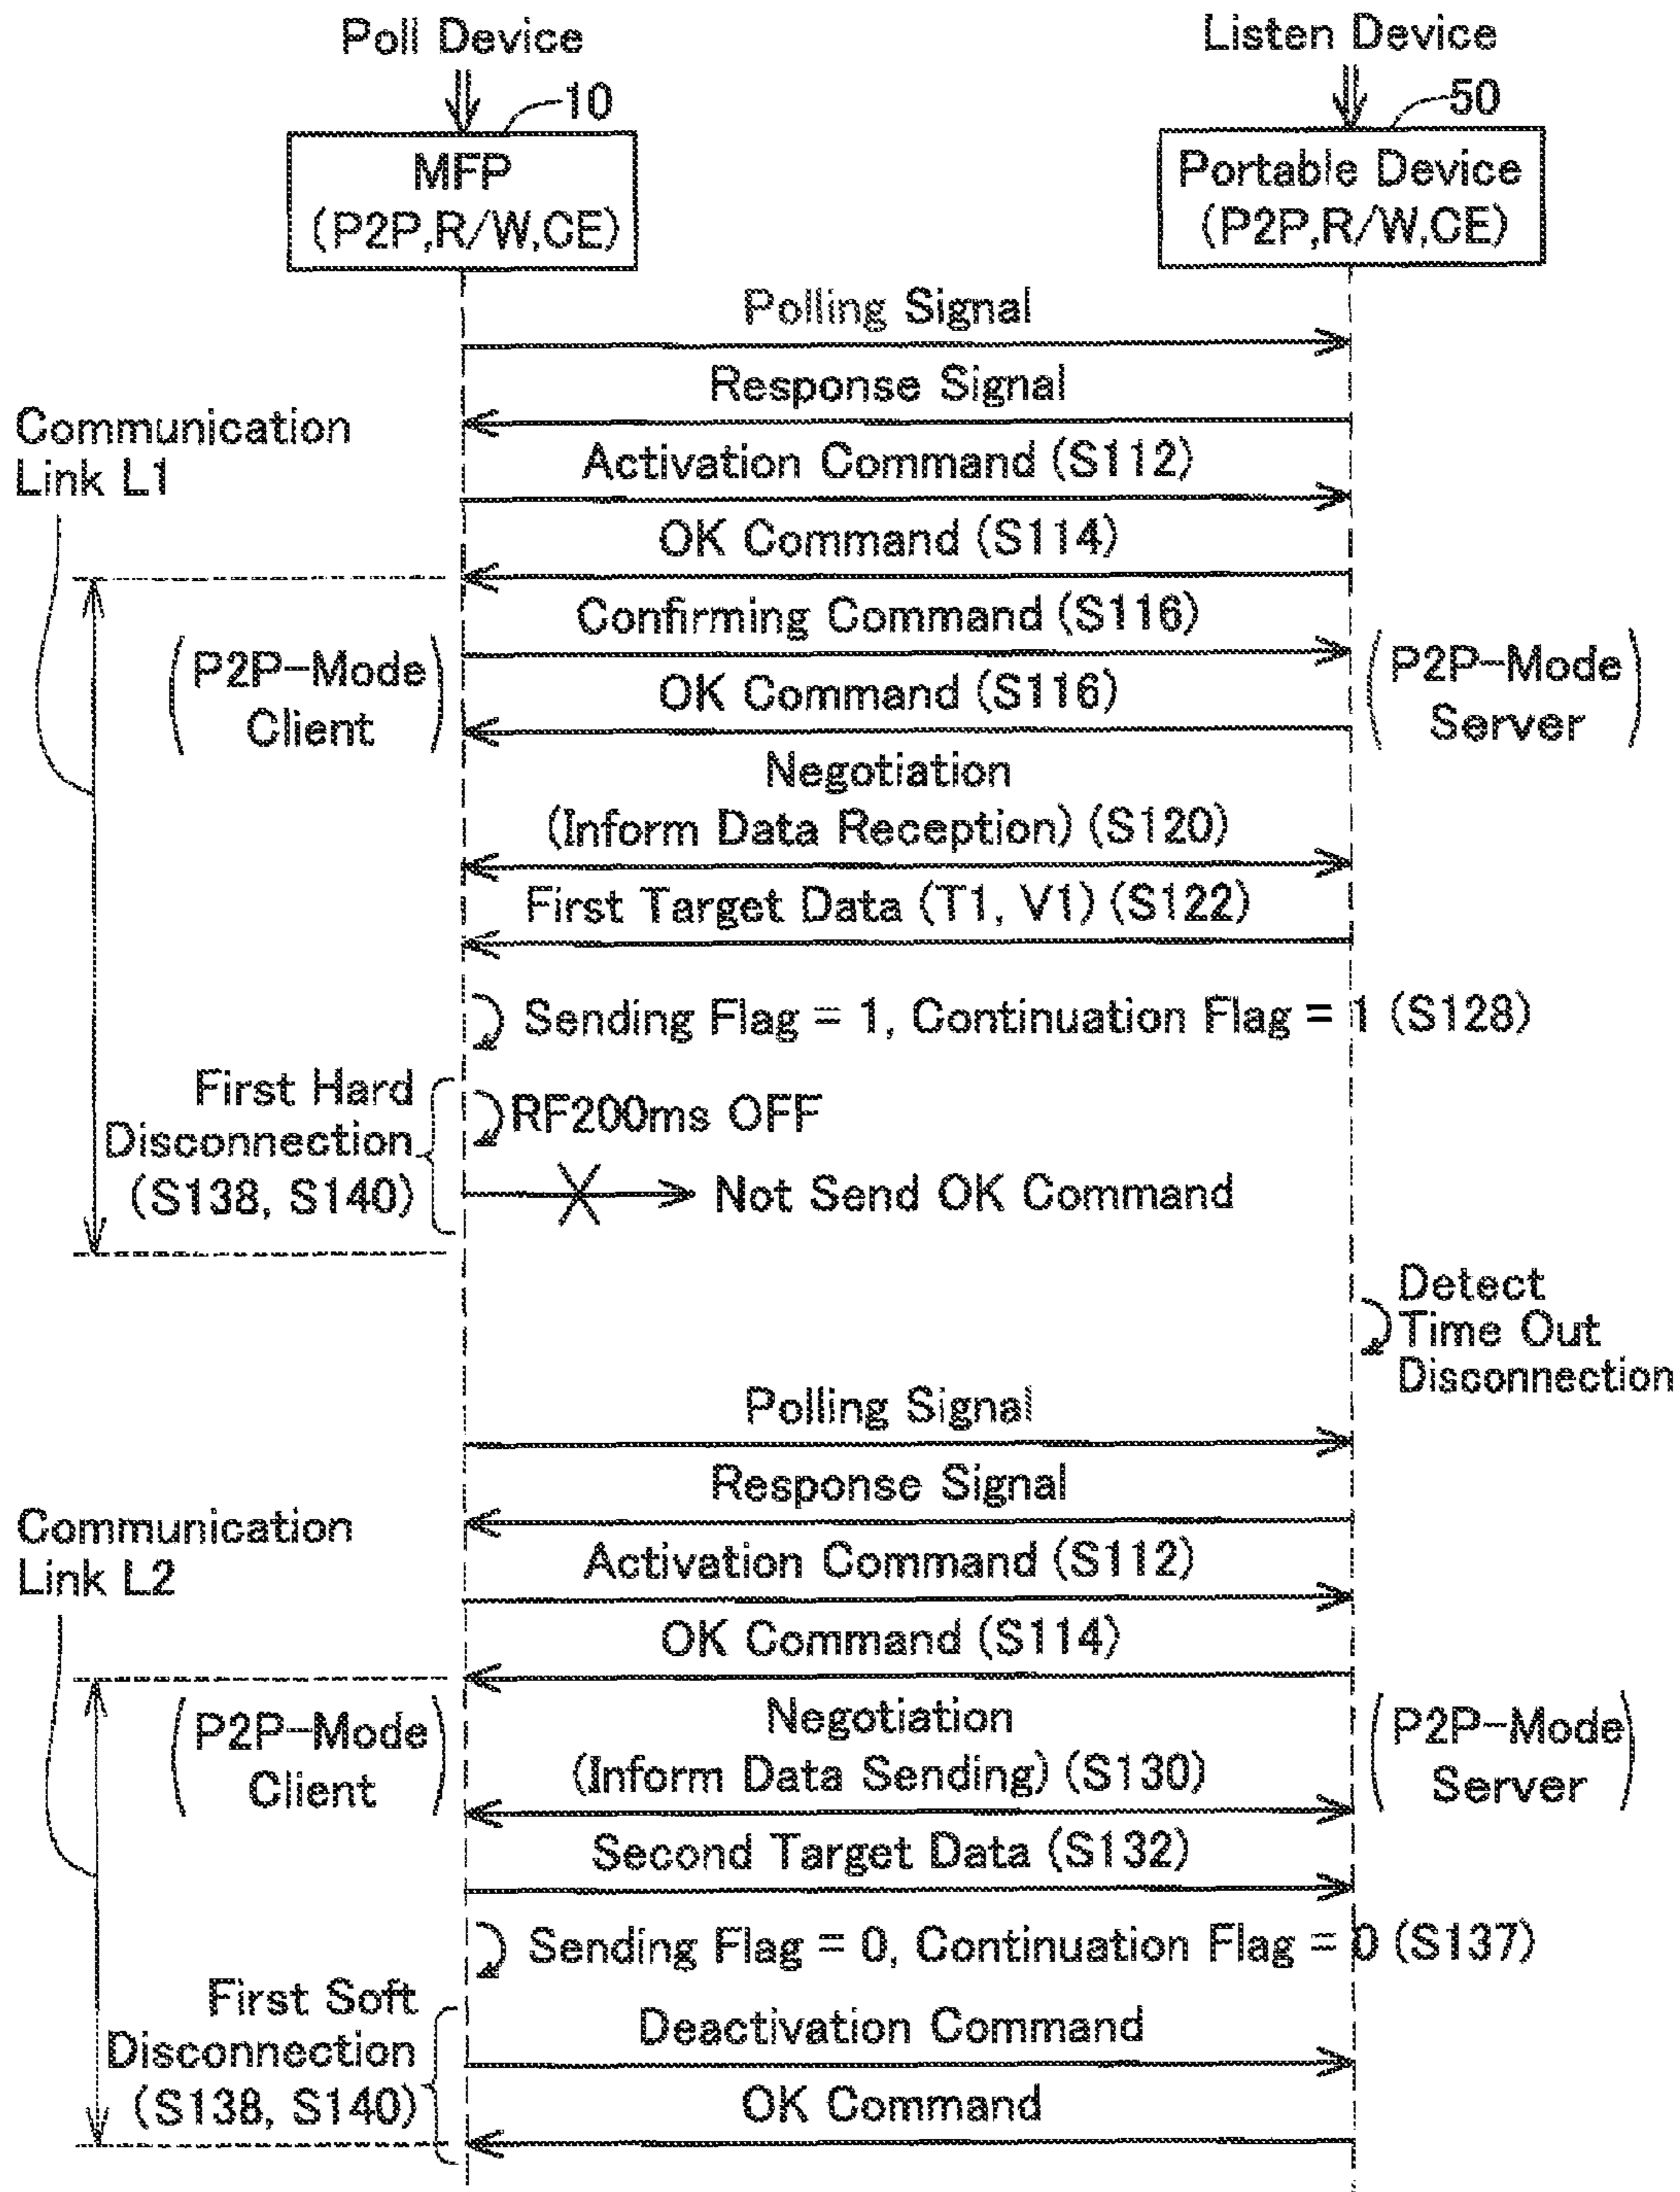 Poll Device
Listen Device
10
50
MFP
(P2P,R/W,CE)
Portable Device
(P2P,R/W,CE)
Polling Signal
Response Signal
Communication
Link L1
Activation Command (S112)
OK Command (S114)
Confirming Command (S116)
(P2P-Mode
Client)
(P2P-Mode
Server)
OK Command (S116)
Negotiation
(Inform Data Reception) (S120)
First Target Data (T1, V1) (S122)
Sending Flag = 1, Continuation Flag = 1 (S128)
First Hard
Disconnection
(S138, S140)
RF200ms OFF
Not Send OK Command
Detect
Time Out
Disconnection
Polling Signal
Response Signal
Communication
Link L2
Activation Command (S112)
OK Command (S114)
(P2P-Mode
Client)
Negotiation
(Inform Data Sending) (S130)
(P2P-Mode
Server)
Second Target Data (S132)
Sending Flag = 0, Continuation Flag = 0 (S137)
First Soft
Disconnection
(S138, S140)
Deactivation Command
OK Command